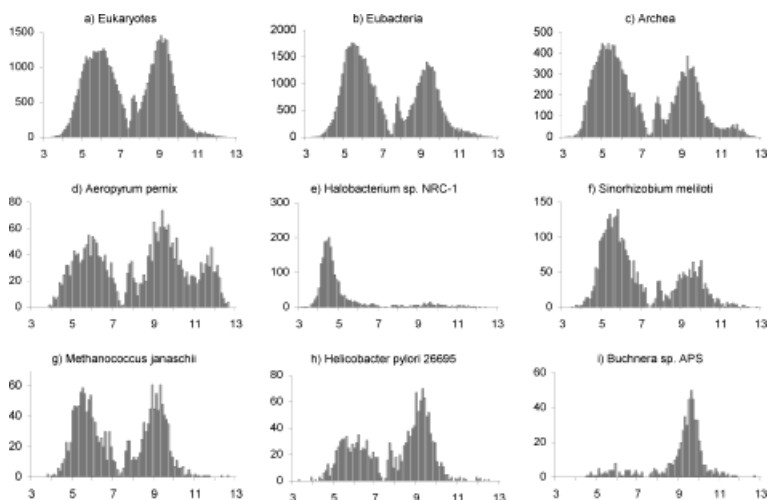 a) Eukaryotes
1500
1000
500
0
3 5 7 9 11 13
b) Eubacteria
2000
1500
1000
500
0
3 5 7 9 11 13
c) Archea
500
400
300
200
100
0
3 5 7 9 11 13
d) Aeropyrum pernix
80
60
40
20
0
3 5 7 9 11 13
e) Halobacterium sp. NRC-1
300
200
100
0
3 5 7 9 11 13
f) Sinorhizobium meliloti
150
100
50
0
3 5 7 9 11 13
g) Methanococcus janaschii
60
40
20
0
3 5 7 9 11 13
h) Helicobacter pylori 26695
80
60
40
20
0
3 5 7 9 11 13
i) Buchnera sp. APS
60
40
20
0
3 5 7 9 11 13